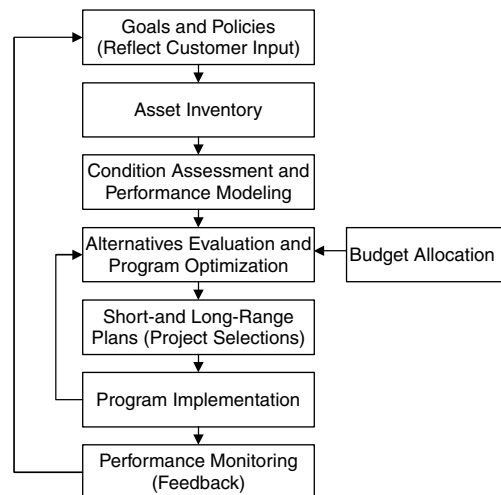 Goals and Policies
(Reflect Customer Input)
Asset Inventory
Condition Assessment and
Performance Modeling
Alternatives Evaluation and
Program Optimization
Budget Allocation
Short-and Long-Range
Plans (Project Selections)
Program Implementation
Performance Monitoring
(Feedback)